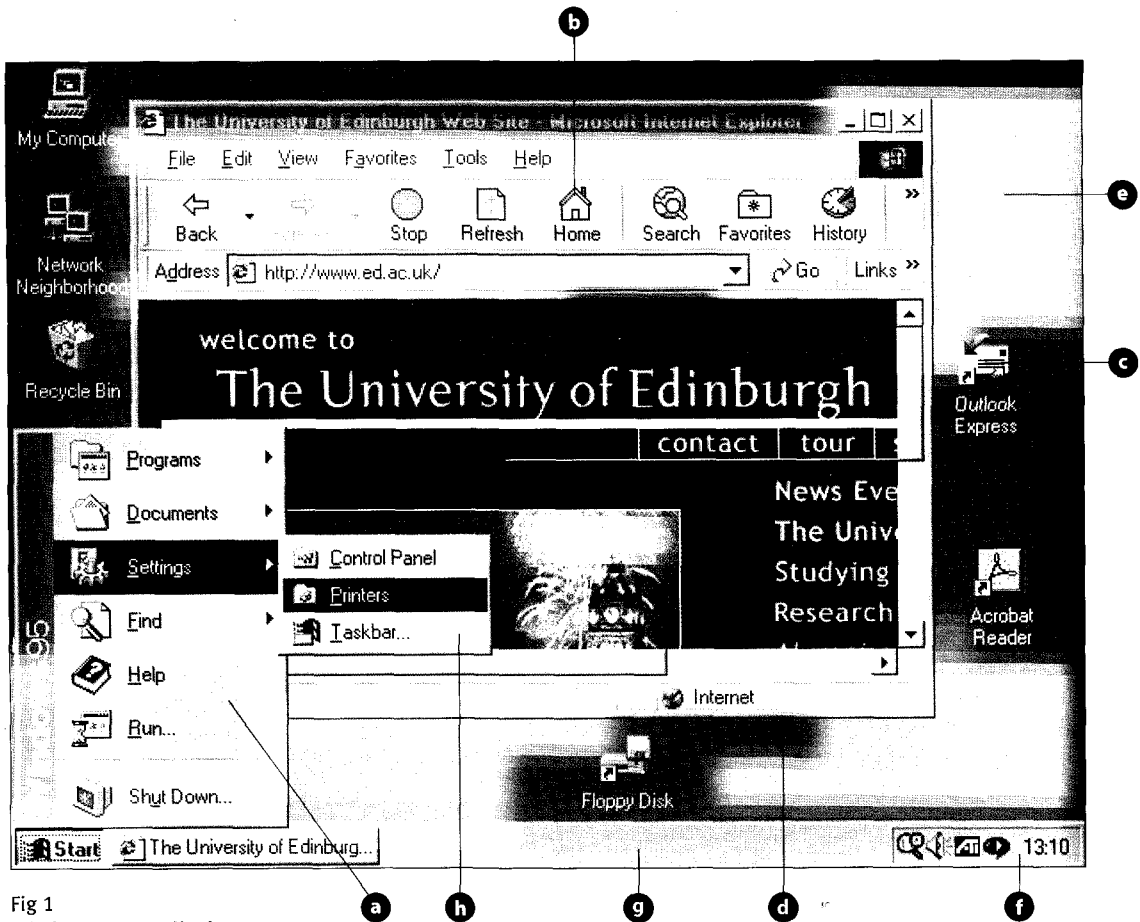 b
My Compute
The University of Edinburgh Web Site - Microsoft Internet Explorer
File Edit View Favorites Tools Help
e
Back Stop Refresh Home Search Favorites History »
Network
Neighborhood
Address http://www.ed.ac.uk/ Go Links »
welcome to
The University of Edinburgh
Recycle Bin
c
Outlook
Express
contact tour s
Programs
News Eve
Documents
The Univ
Settings
Control Panel
Studying
Printers
Research
Find
Taskbar...
Acrobat
Reader
95
Help
Internet
Run...
Shut Down...
Floppy Disk
Start The University of Edinburg... 13:10
Fig 1
a h g d f